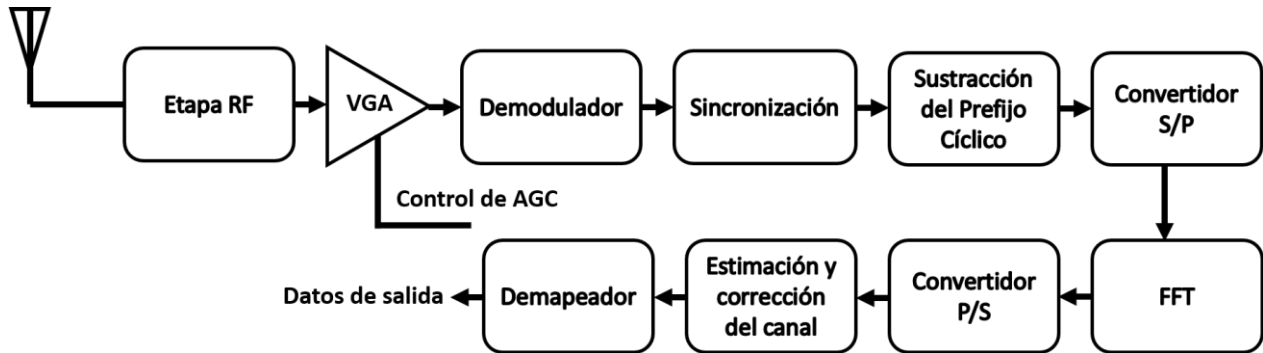 Etapa RF
VGA
Demodulador
Sincronización
Sustracción
del Prefijo
Cíclico
Convertidor
S/P
Control de AGC
Datos de salida
Demapeador
Estimación y
corrección
del canal
Convertidor
P/S
FFT